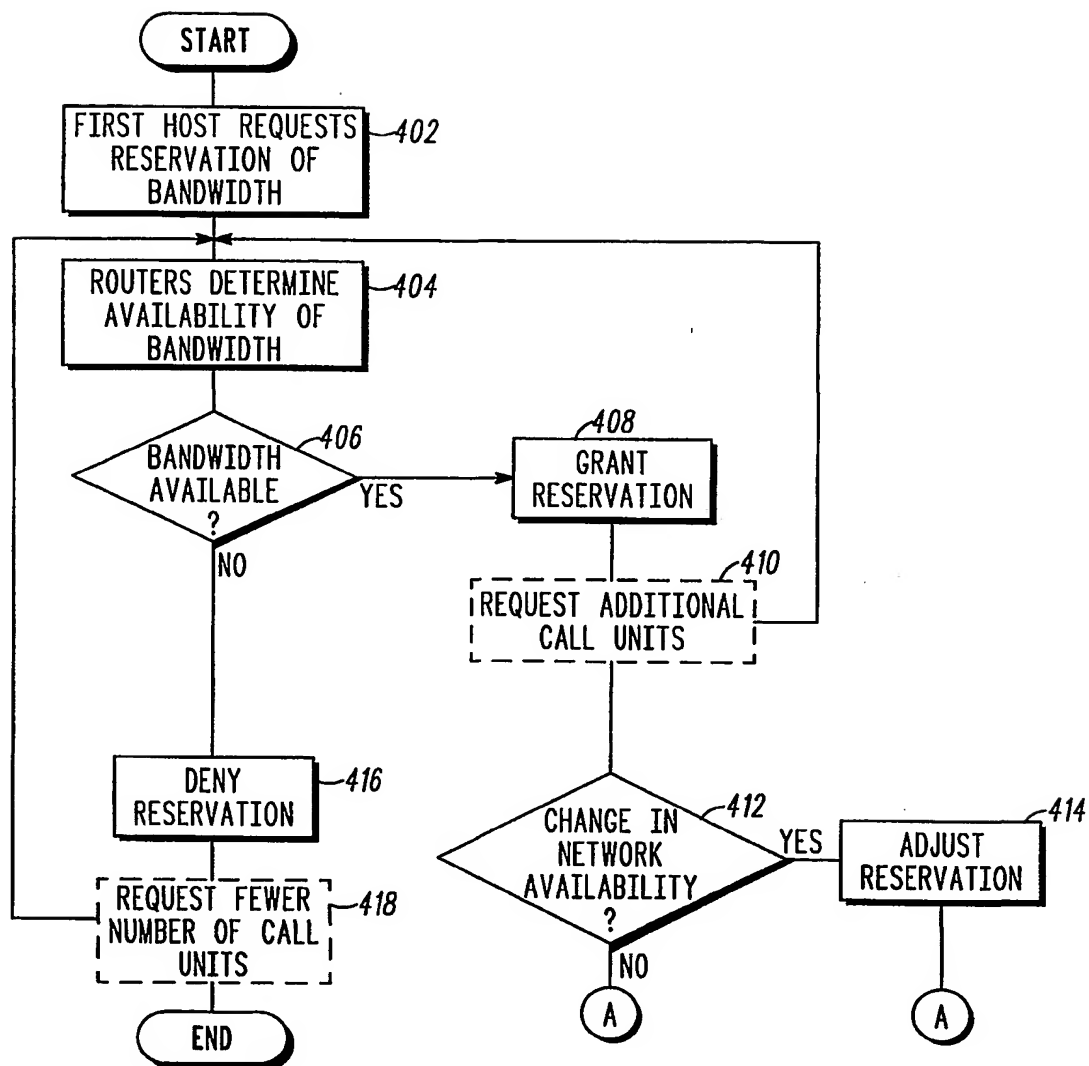 START
FIRST HOST REQUESTS
RESERVATION OF
BANDWIDTH
402
ROUTERS DETERMINE
AVAILABILITY OF
BANDWIDTH
404
BANDWIDTH
AVAILABLE
?
406
YES
NO
408
GRANT
RESERVATION
410
REQUEST ADDITIONAL
CALL UNITS
CHANGE IN
NETWORK
AVAILABILITY
?
412
YES
NO
414
ADJUST
RESERVATION
A
A
DENY
RESERVATION
416
REQUEST FEWER
NUMBER OF CALL
UNITS
418
END